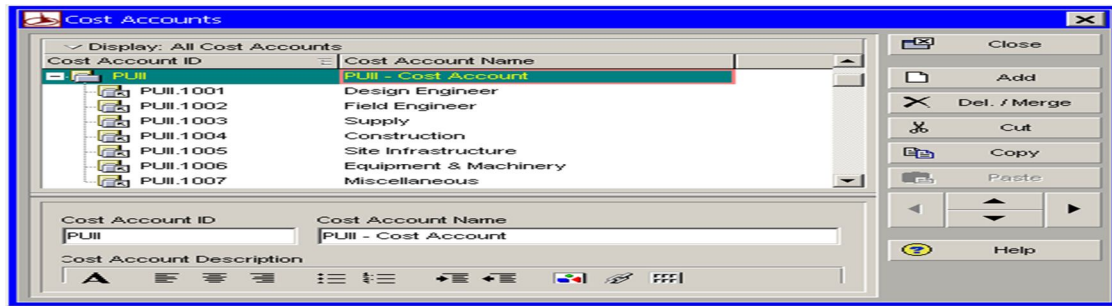 Cost Accounts
Display: All Cost Accounts
Cost Account ID Cost Account Name
PUII PUII - Cost Account
PUII.1001 Design Engineer
PUII.1002 Field Engineer
PUII.1003 Supply
PUII.1004 Construction
PUII.1005 Site Infrastructure
PUII.1006 Equipment & Machinery
PUII.1007 Miscellaneous
Cost Account ID Cost Account Name
PUII PUII - Cost Account
Cost Account Description
A
Close
Add
Del. / Merge
Cut
Copy
Paste
Help